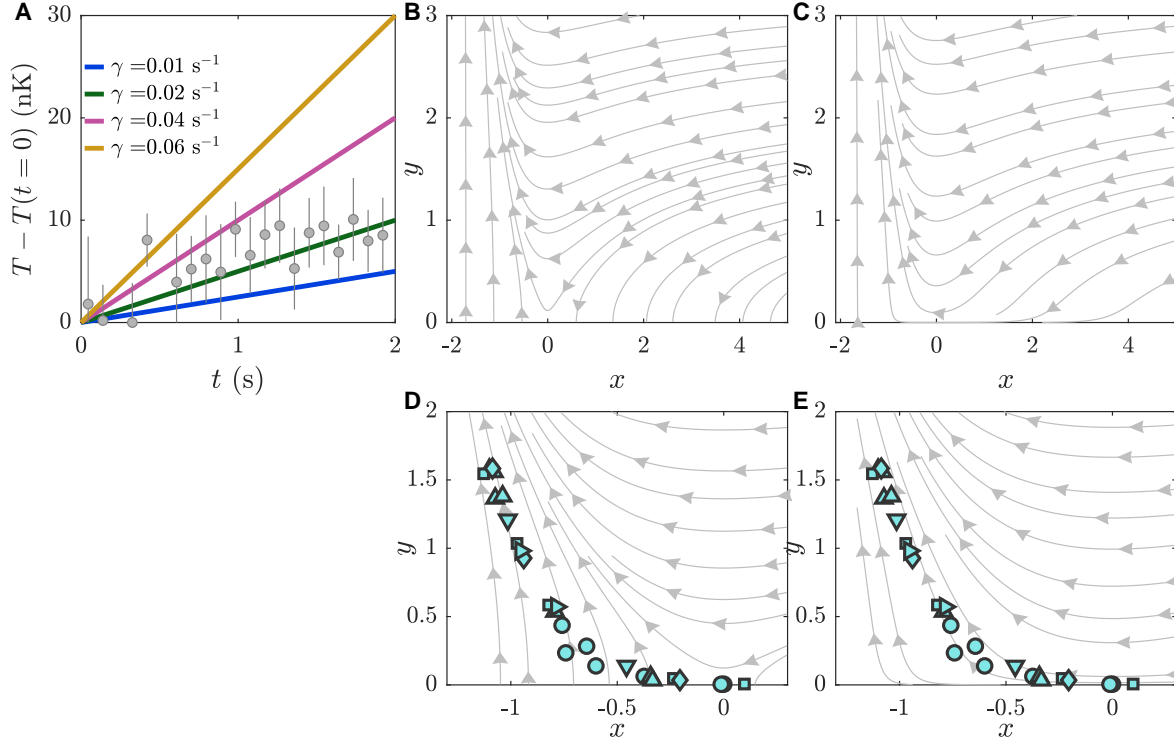 A
T − T(t = 0) (nK)
30
20
10
0
γ =0.01 s⁻¹
γ =0.02 s⁻¹
γ =0.04 s⁻¹
γ =0.06 s⁻¹
0 1 2
t (s)
B
y
3
2
1
0
-2 0 2 4
x
C
y
3
2
1
0
-2 0 2 4
x
D
y
2
1.5
1
0.5
0
-1 -0.5 0
x
E
y
2
1.5
1
0.5
0
-1 -0.5 0
x